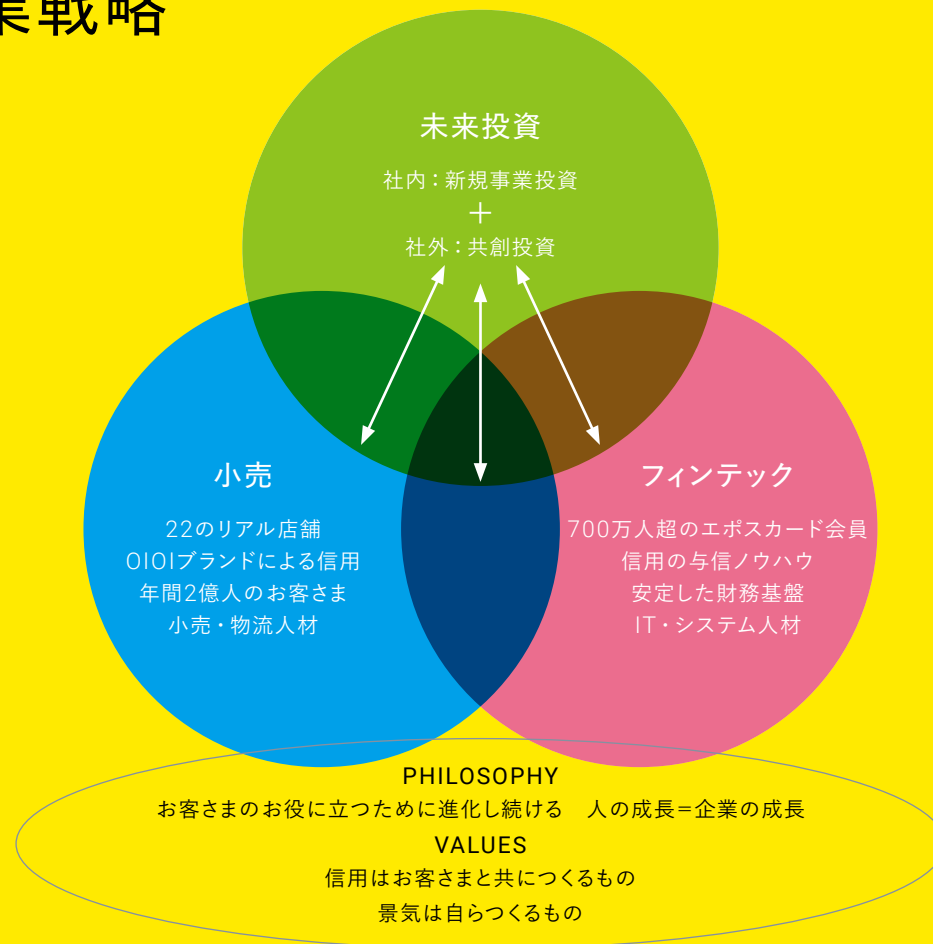 業戦略
未来投資
社内：新規事業投資
＋
社外：共創投資
小売
22のリアル店舗
OIOIブランドによる信用
年間2億人のお客さま
小売・物流人材
フィンテック
700万人超のエポスカード会員
信用の与信ノウハウ
安定した財務基盤
IT・システム人材
PHILOSOPHY
お客さまのお役に立つために進化し続ける　人の成長=企業の成長
VALUES
信用はお客さまと共につくるもの
景気は自らつくるもの